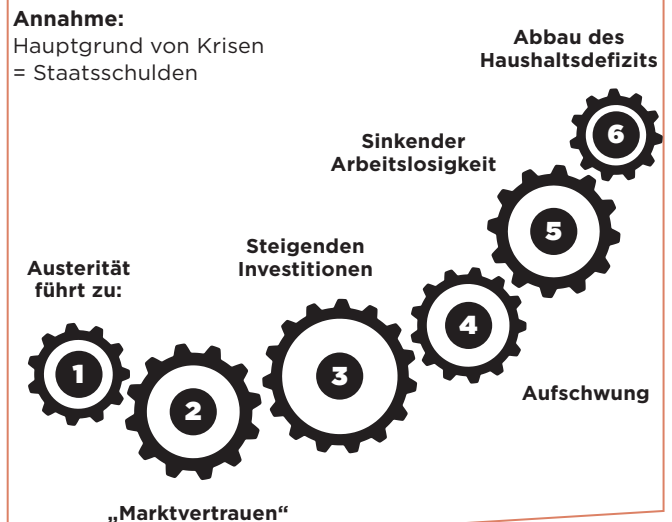 Annahme:
Hauptgrund von Krisen
= Staatsschulden
Austerität
führt zu:
1
„Marktvertrauen“
2
Steigenden
Investitionen
3
Aufschwung
4
Sinkender
Arbeitslosigkeit
5
Abbau des
Haushaltsdefizits
6